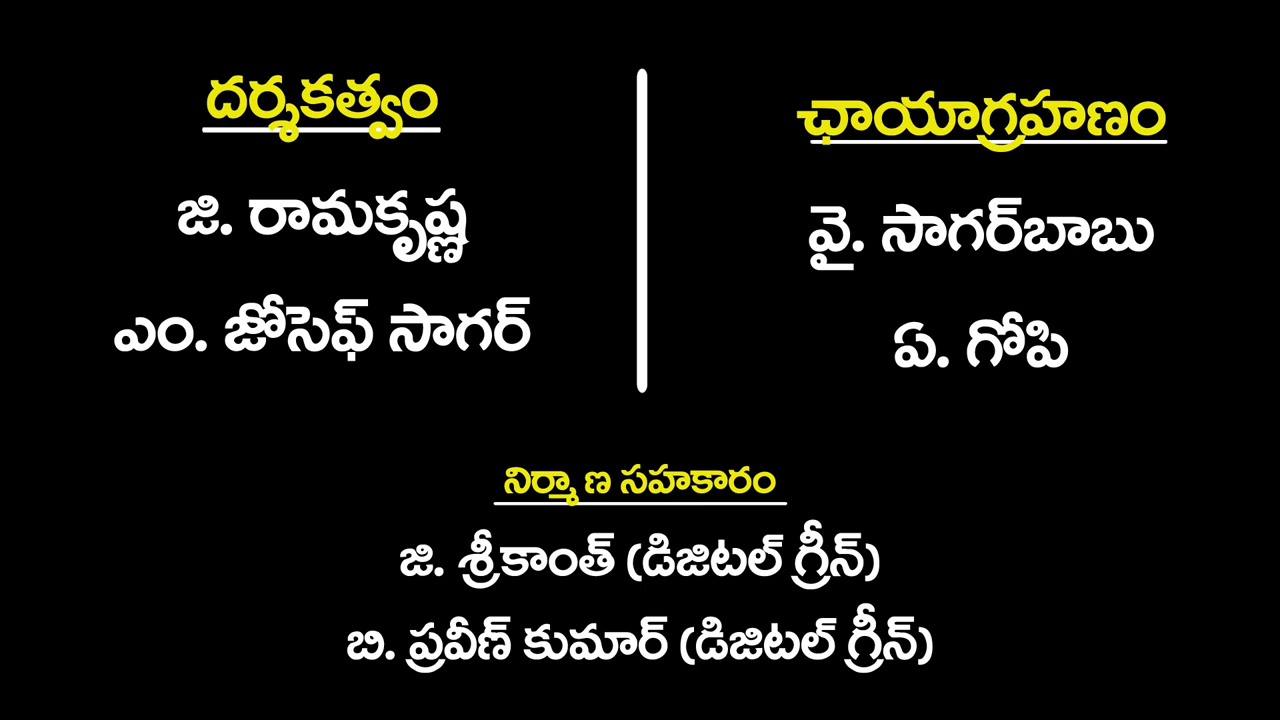 దర్శకత్వం
జి. రామకృష్ణ
ఎం. జోసెఫ్ సాగర్
ఛాయాగ్రహణం
వై. సాగర్‌బాబు
ఏ. గోపి
నిర్మాణ సహకారం
జి. శ్రీకాంత్ (డిజిటల్ గ్రీన్)
బి. ప్రవీణ్ కుమార్ (డిజిటల్ గ్రీన్)